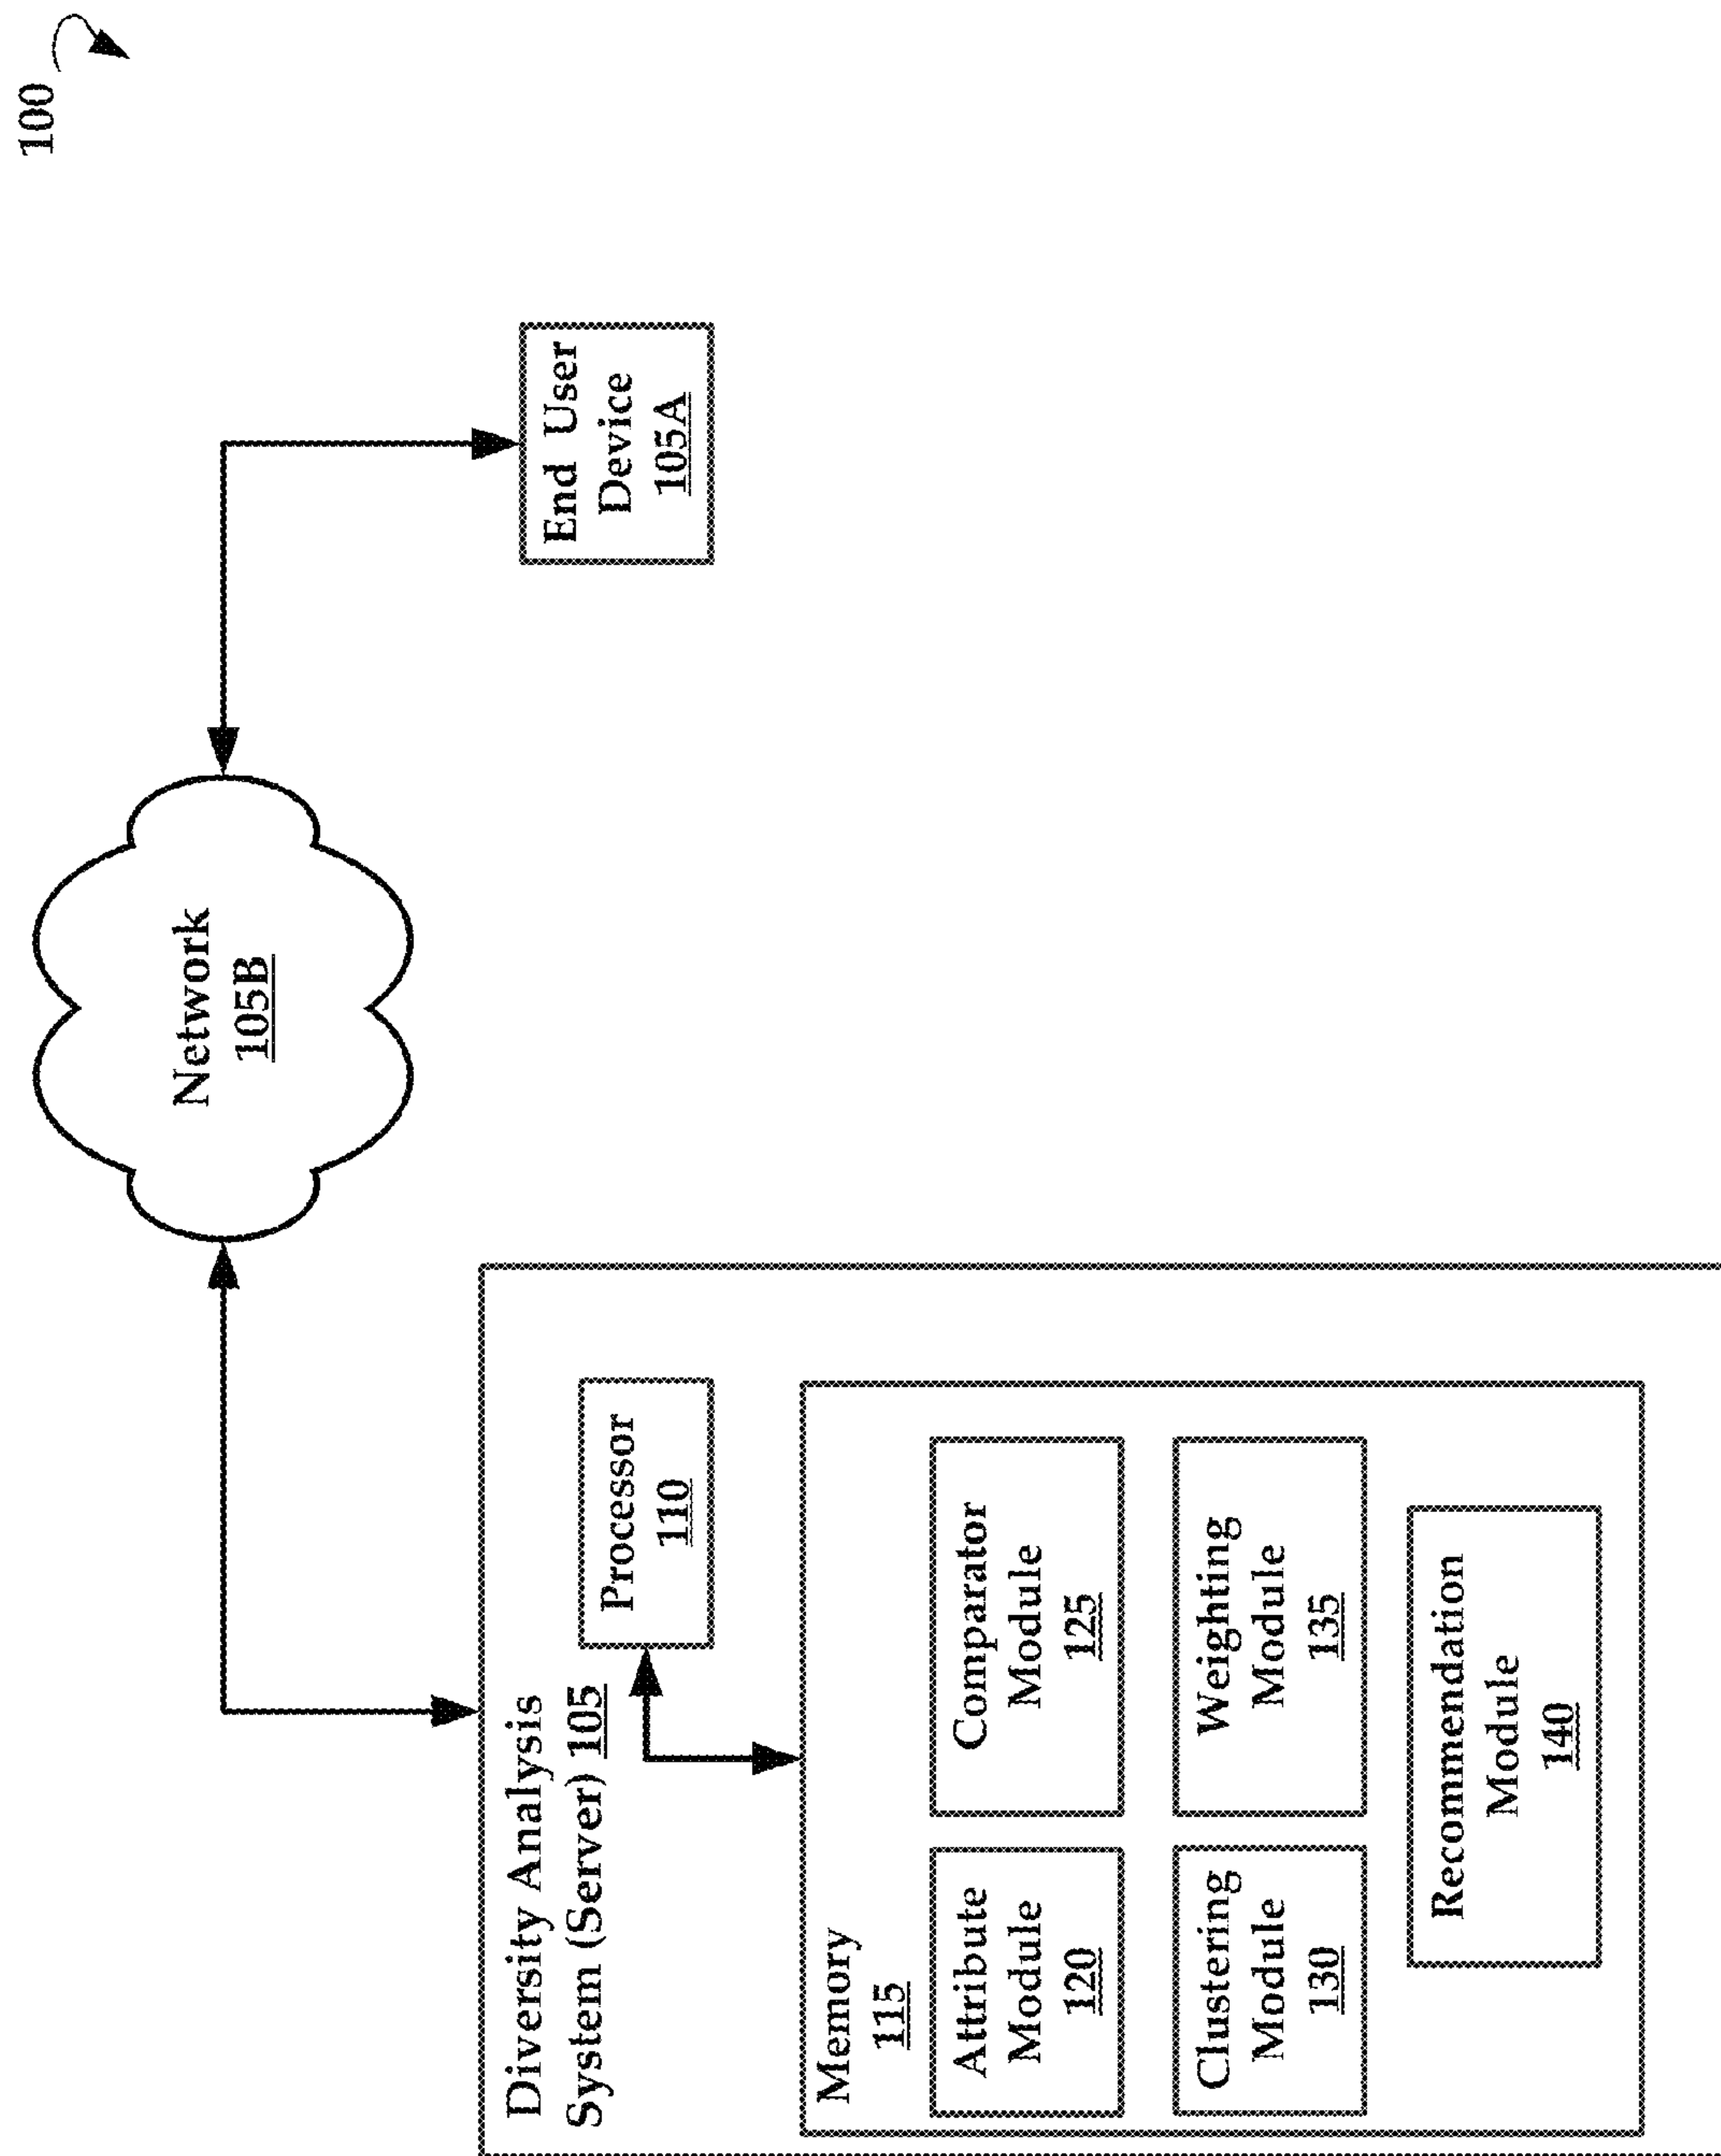 100
Network
105B
End User
Device
105A
Diversity Analysis
System (Server) 105
Processor
110
Memory
115
Attribute
Module
120
Comparator
Module
125
Clustering
Module
130
Weighting
Module
135
Recommendation
Module
140